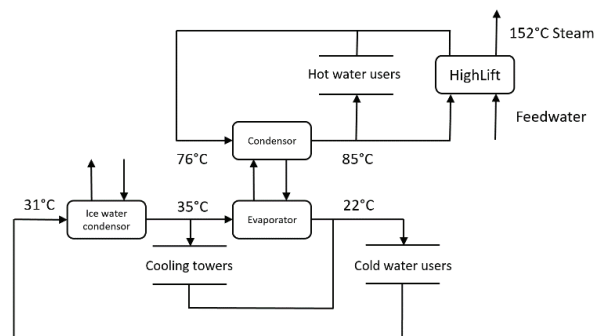 152°C Steam
Hot water users
HighLift
Feedwater
Condensor
76°C
85°C
31°C
35°C
22°C
Ice water
condensor
Evaporator
Cooling towers
Cold water users